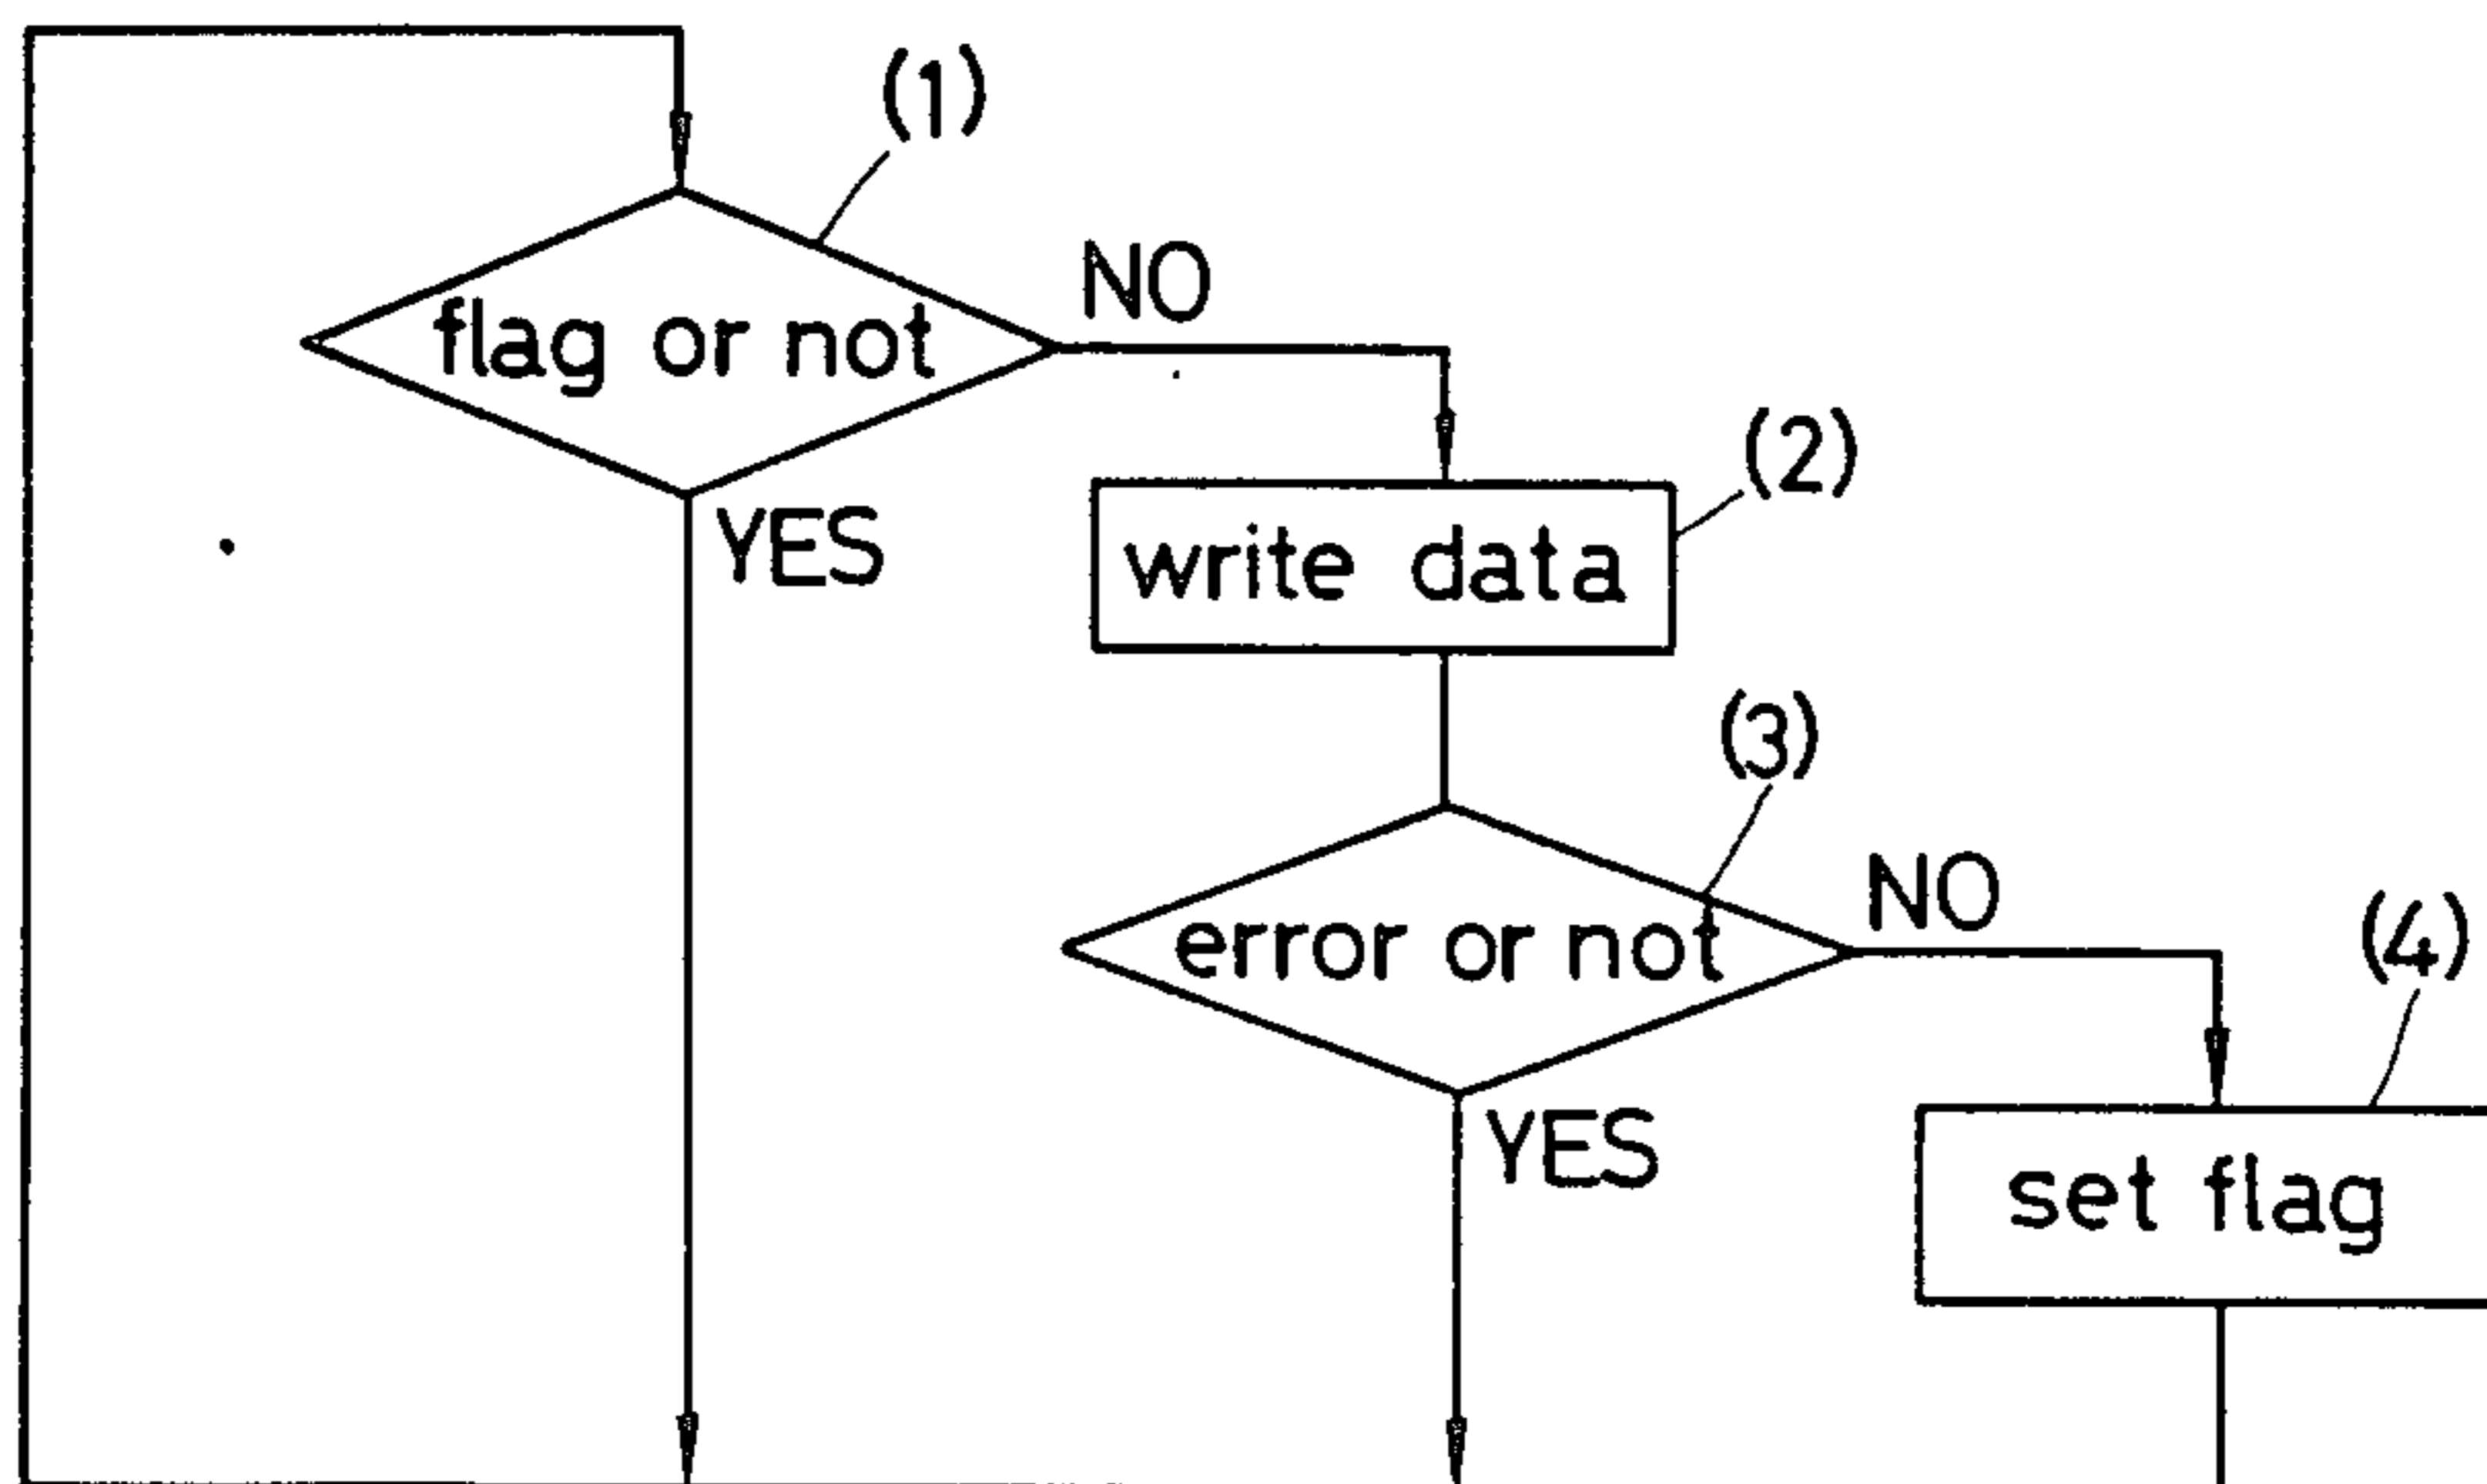 (1)
flag or not
NO
YES
(2)
write data
(3)
error or not
NO
YES
(4)
set flag